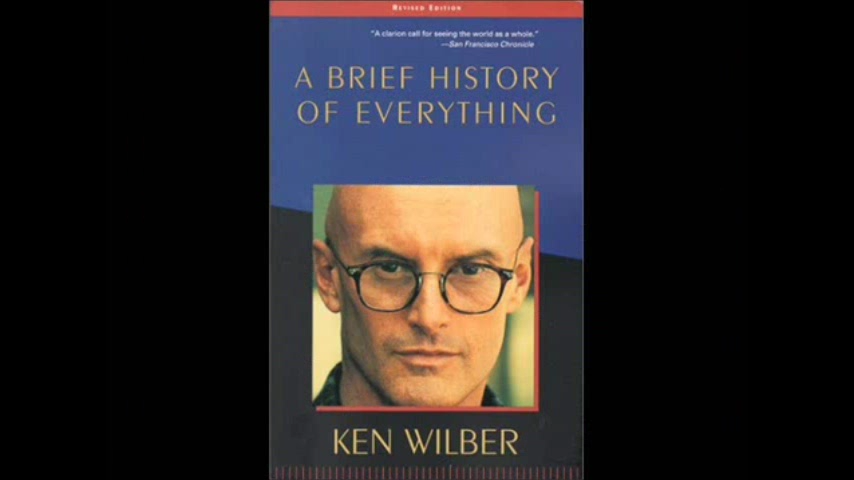 REVISED EDITION
"A clarion call for seeing the world as a whole."
—San Francisco Chronicle
A BRIEF HISTORY
OF EVERYTHING
KEN WILBER